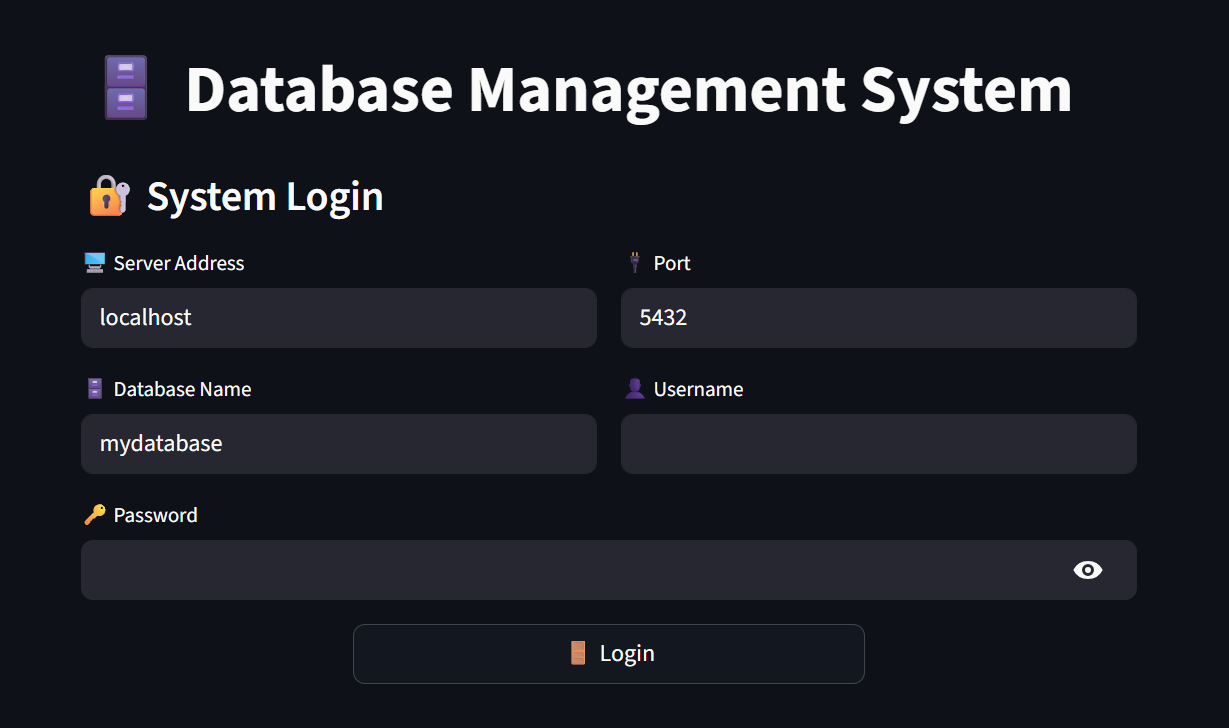 Database Management System
System Login
Server Address
Port
localhost
5432
Database Name
Username
mydatabase
Password
Login